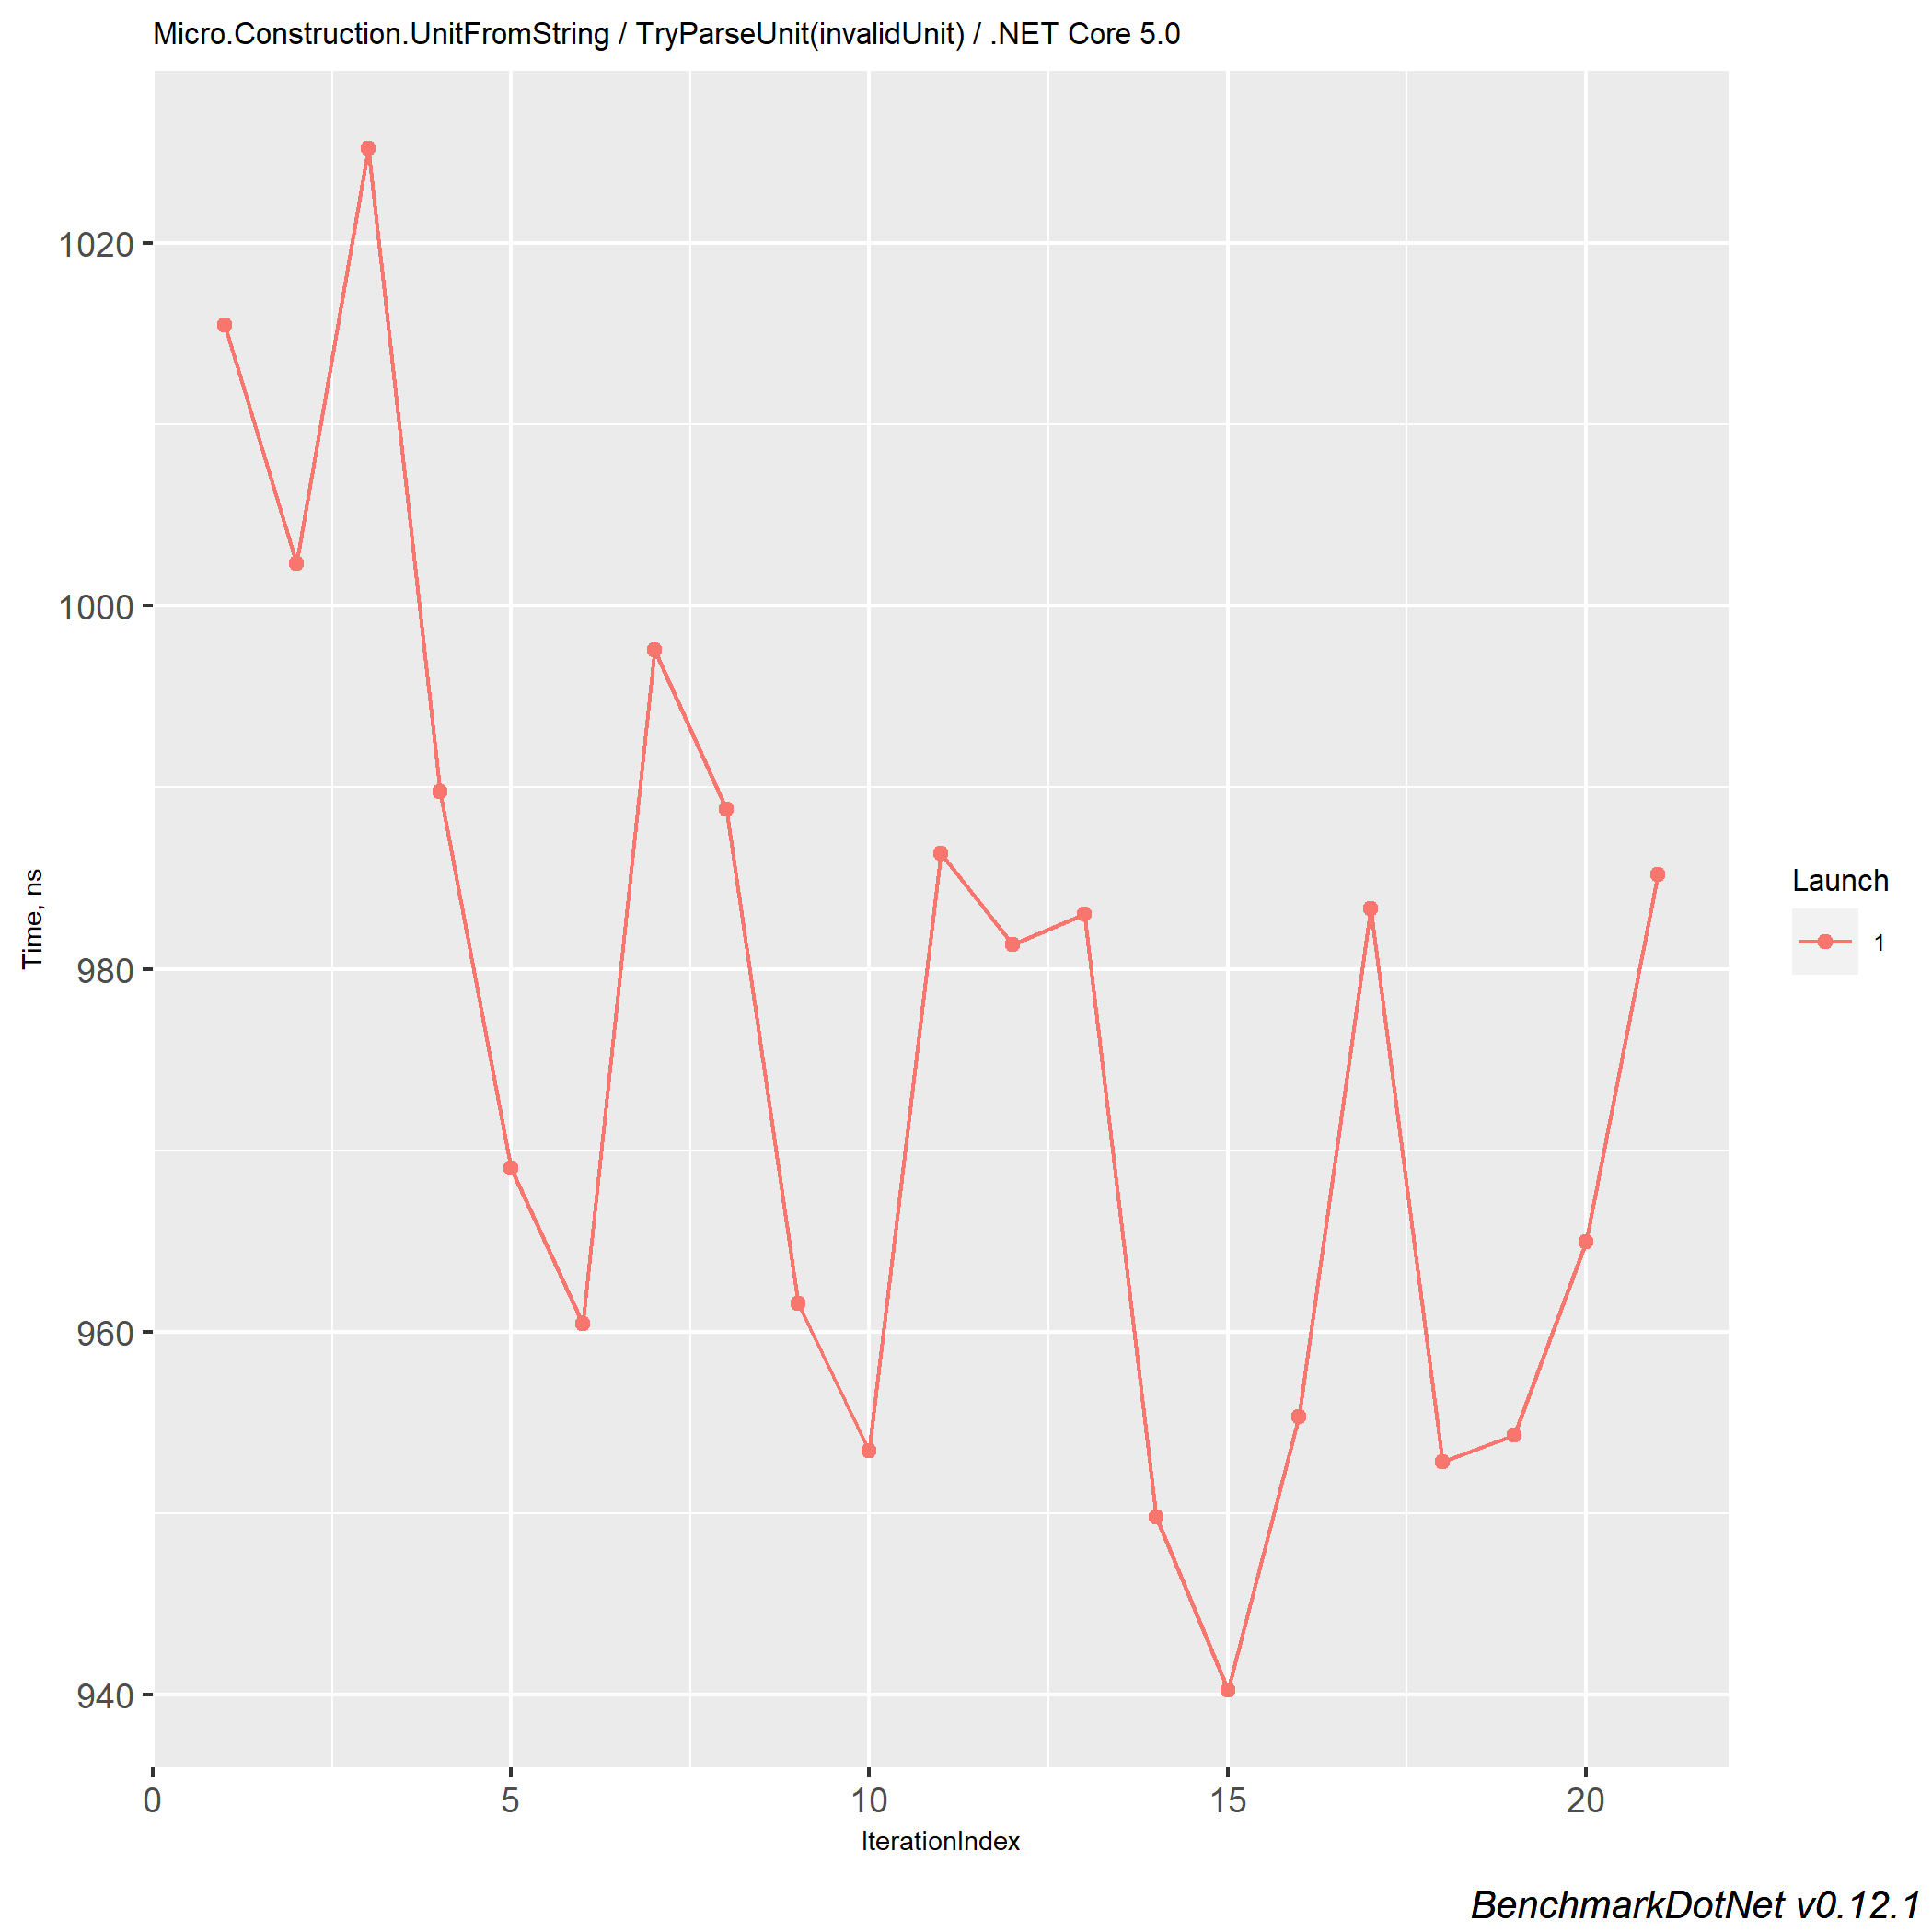 Micro.Construction.UnitFromString / TryParseUnit(invalidUnit) / .NET Core 5.0
1020
1000
980
960
940
Time, ns
0 5 10 15 20
IterationIndex
Launch
1
BenchmarkDotNet v0.12.1